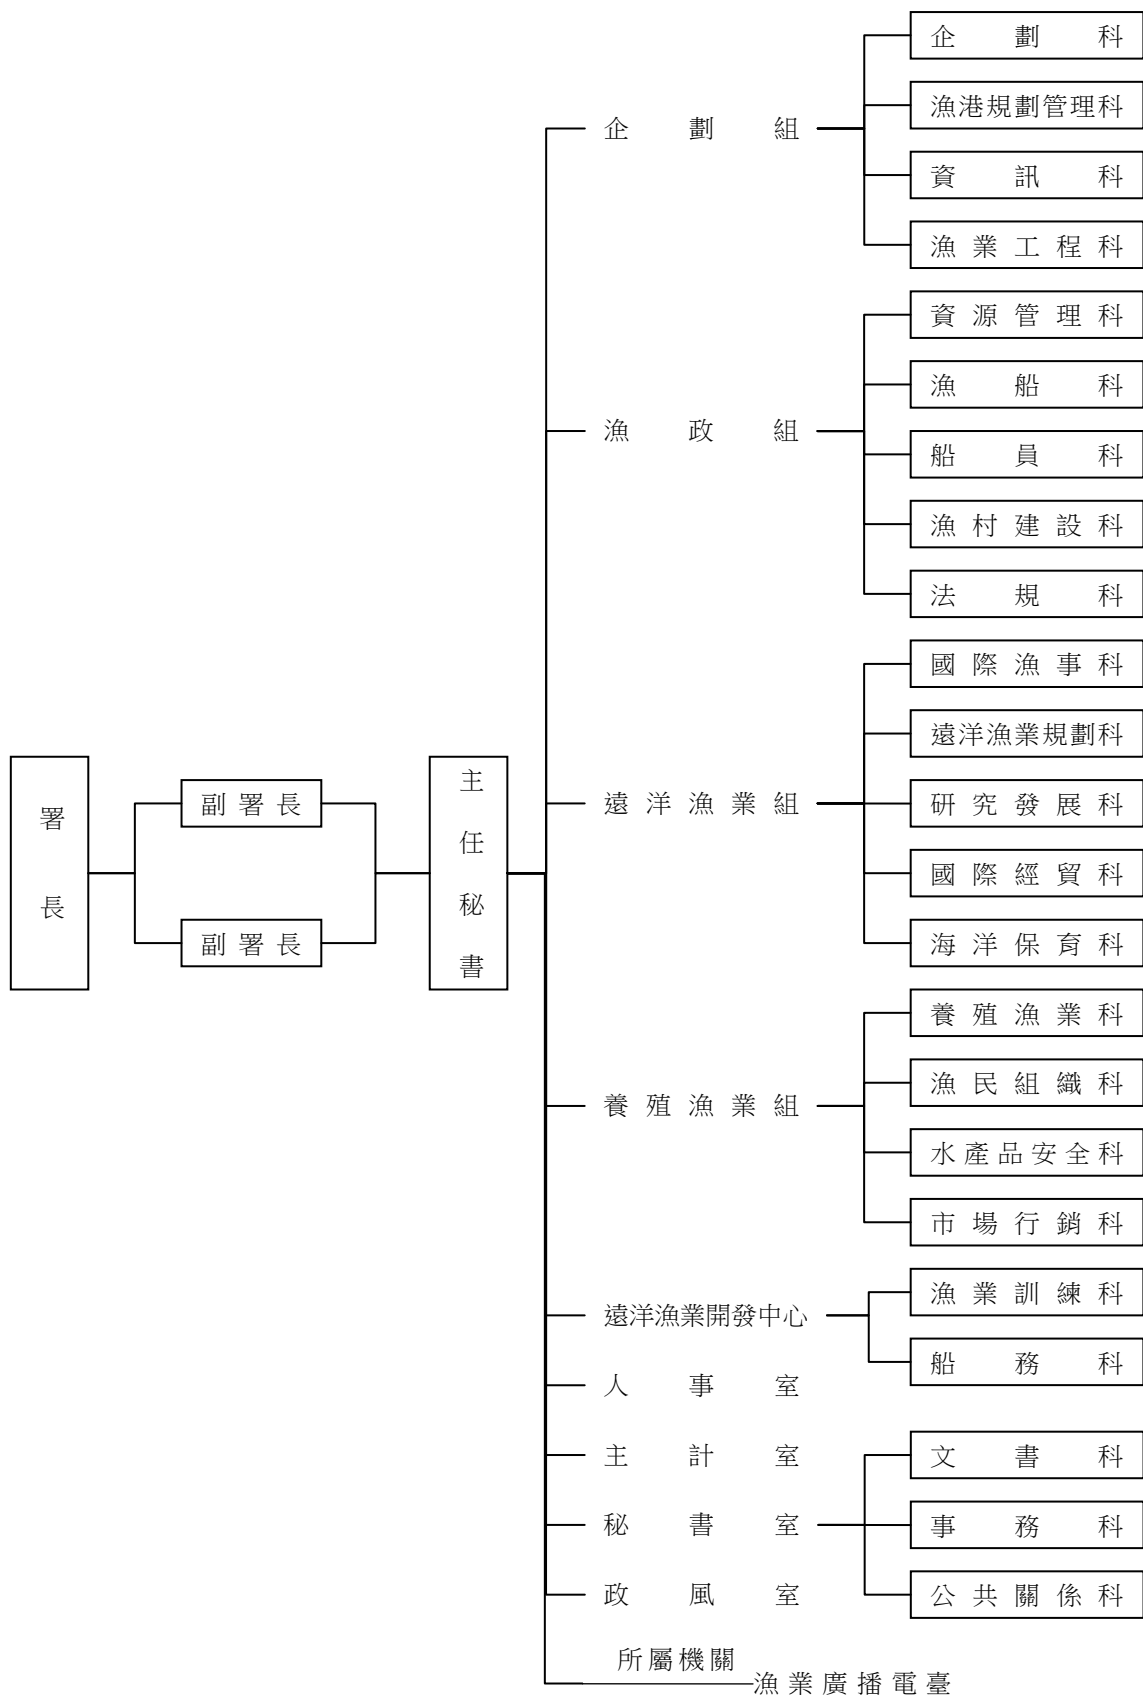 署長
副署長
副署長
主任秘書
企劃組
企劃科
漁港規劃管理科
資訊科
漁業工程科
漁政組
資源管理科
漁船科
船員科
漁村建設科
法規科
遠洋漁業組
國際漁事科
遠洋漁業規劃科
研究發展科
國際經貿科
海洋保育科
養殖漁業組
養殖漁業科
漁民組織科
水產品安全科
市場行銷科
遠洋漁業開發中心
漁業訓練科
船務科
人事室
主計室
秘書室
文書科
事務科
公共關係科
政風室
所屬機關
漁業廣播電臺